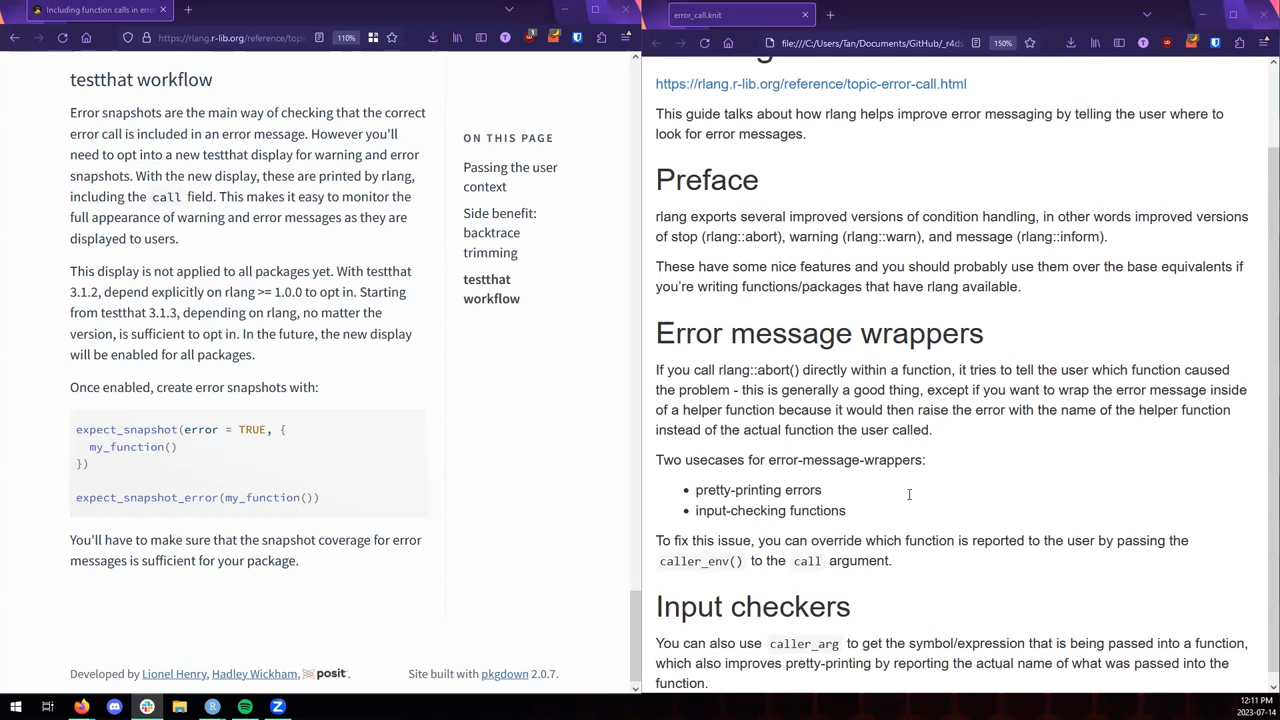 Including function calls in error
https://rlang.r-lib.org/reference/topic
110%
testthat workflow
Error snapshots are the main way of checking that the correct
error call is included in an error message. However you'll
need to opt into a new testthat display for warning and error
snapshots. With the new display, these are printed by rlang,
including the call field. This makes it easy to monitor the
full appearance of warning and error messages as they are
displayed to users.
This display is not applied to all packages yet. With testthat
3.1.2, depend explicitly on rlang >= 1.0.0 to opt in. Starting
from testthat 3.1.3, depending on rlang, no matter the
version, is sufficient to opt in. In the future, the new display
will be enabled for all packages.
Once enabled, create error snapshots with:
expect_snapshot(error = TRUE, {
my_function()
})
expect_snapshot_error(my_function())
You'll have to make sure that the snapshot coverage for error
messages is sufficient for your package.
ON THIS PAGE
Passing the user
context
Side benefit:
backtrace
trimming
testthat
workflow
Developed by Lionel Henry, Hadley Wickham, posit.
Site built with pkgdown 2.0.7.
error_call.knit
file:///C:/Users/Tan/Documents/GitHub/_r4ds
150%
https://rlang.r-lib.org/reference/topic-error-call.html
This guide talks about how rlang helps improve error messaging by telling the user where to
look for error messages.
Preface
rlang exports several improved versions of condition handling, in other words improved versions
of stop (rlang::abort), warning (rlang::warn), and message (rlang::inform).
These have some nice features and you should probably use them over the base equivalents if
you're writing functions/packages that have rlang available.
Error message wrappers
If you call rlang::abort() directly within a function, it tries to tell the user which function caused
the problem - this is generally a good thing, except if you want to wrap the error message inside
of a helper function because it would then raise the error with the name of the helper function
instead of the actual function the user called.
Two usecases for error-message-wrappers:
• pretty-printing errors
• input-checking functions
To fix this issue, you can override which function is reported to the user by passing the
caller_env() to the call argument.
Input checkers
You can also use caller_arg to get the symbol/expression that is being passed into a function,
which also improves pretty-printing by reporting the actual name of what was passed into the
function.
12:11 PM
2023-07-14